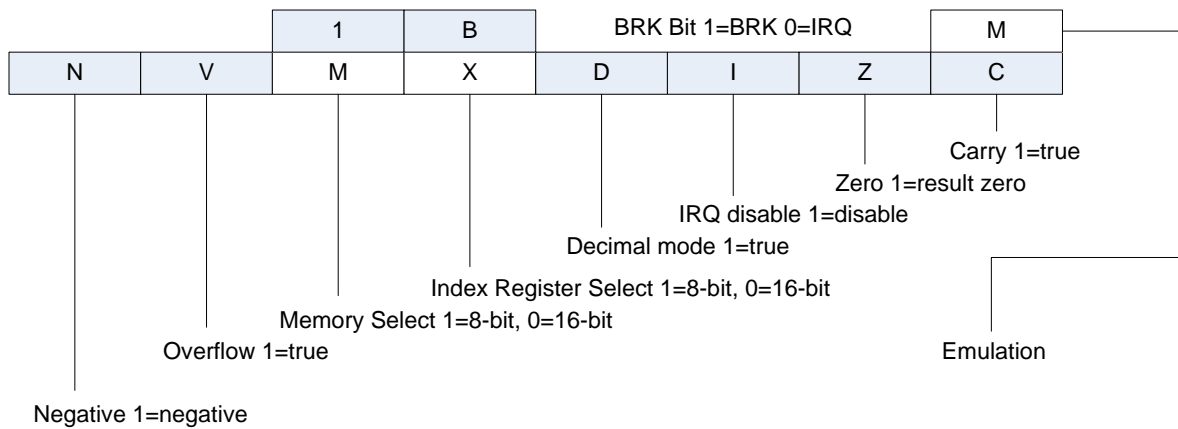 1 B BRK Bit 1=BRK 0=IRQ M
N V M X D I Z C
Carry 1=true
Zero 1=result zero
IRQ disable 1=disable
Decimal mode 1=true
Index Register Select 1=8-bit, 0=16-bit
Memory Select 1=8-bit, 0=16-bit
Overflow 1=true
Emulation
Negative 1=negative